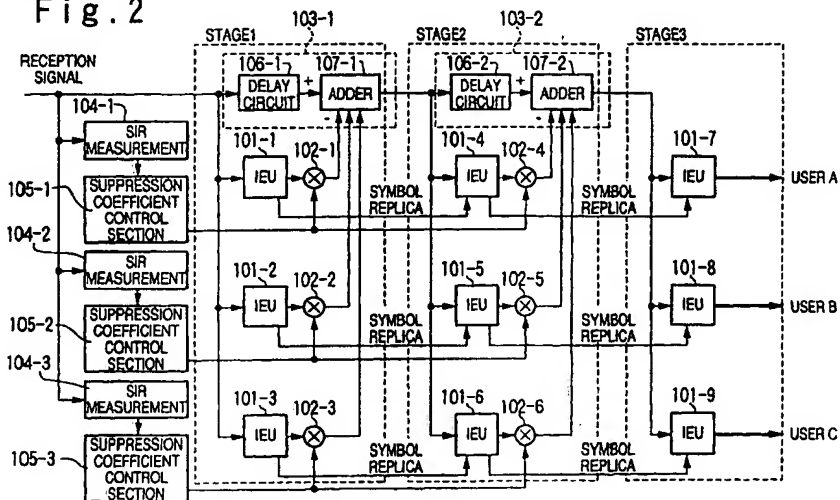 Fig.2
103-1
103-2
STAGE1
STAGE2
STAGE3
106-1
107-1
106-2
107-2
RECEPTION
SIGNAL
DELAY
CIRCUIT
+
ADDER
-
DELAY
CIRCUIT
+
ADDER
-
104-1
SIR
MEASUREMENT
101-1
102-1
101-4
102-4
101-7
IEU
IEU
IEU
USER A
105-1
SUPPRESSION
COEFFICIENT
CONTROL
SECTION
SYMBOL
REPLICA
SYMBOL
REPLICA
104-2
SIR
MEASUREMENT
101-2
102-2
101-5
102-5
101-8
IEU
IEU
IEU
USER B
105-2
SUPPRESSION
COEFFICIENT
CONTROL
SECTION
SYMBOL
REPLICA
SYMBOL
REPLICA
104-3
SIR
MEASUREMENT
101-3
102-3
101-6
102-6
101-9
IEU
IEU
IEU
USER C
105-3
SUPPRESSION
COEFFICIENT
CONTROL
SECTION
SYMBOL
REPLICA
SYMBOL
REPLICA